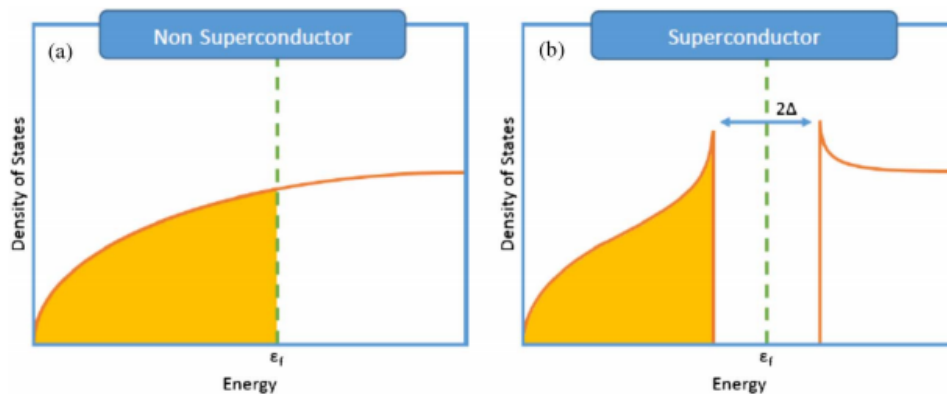 (a)
Non Superconductor
Density of States
ε_f
Energy
(b)
Superconductor
2Δ
Density of States
ε_f
Energy